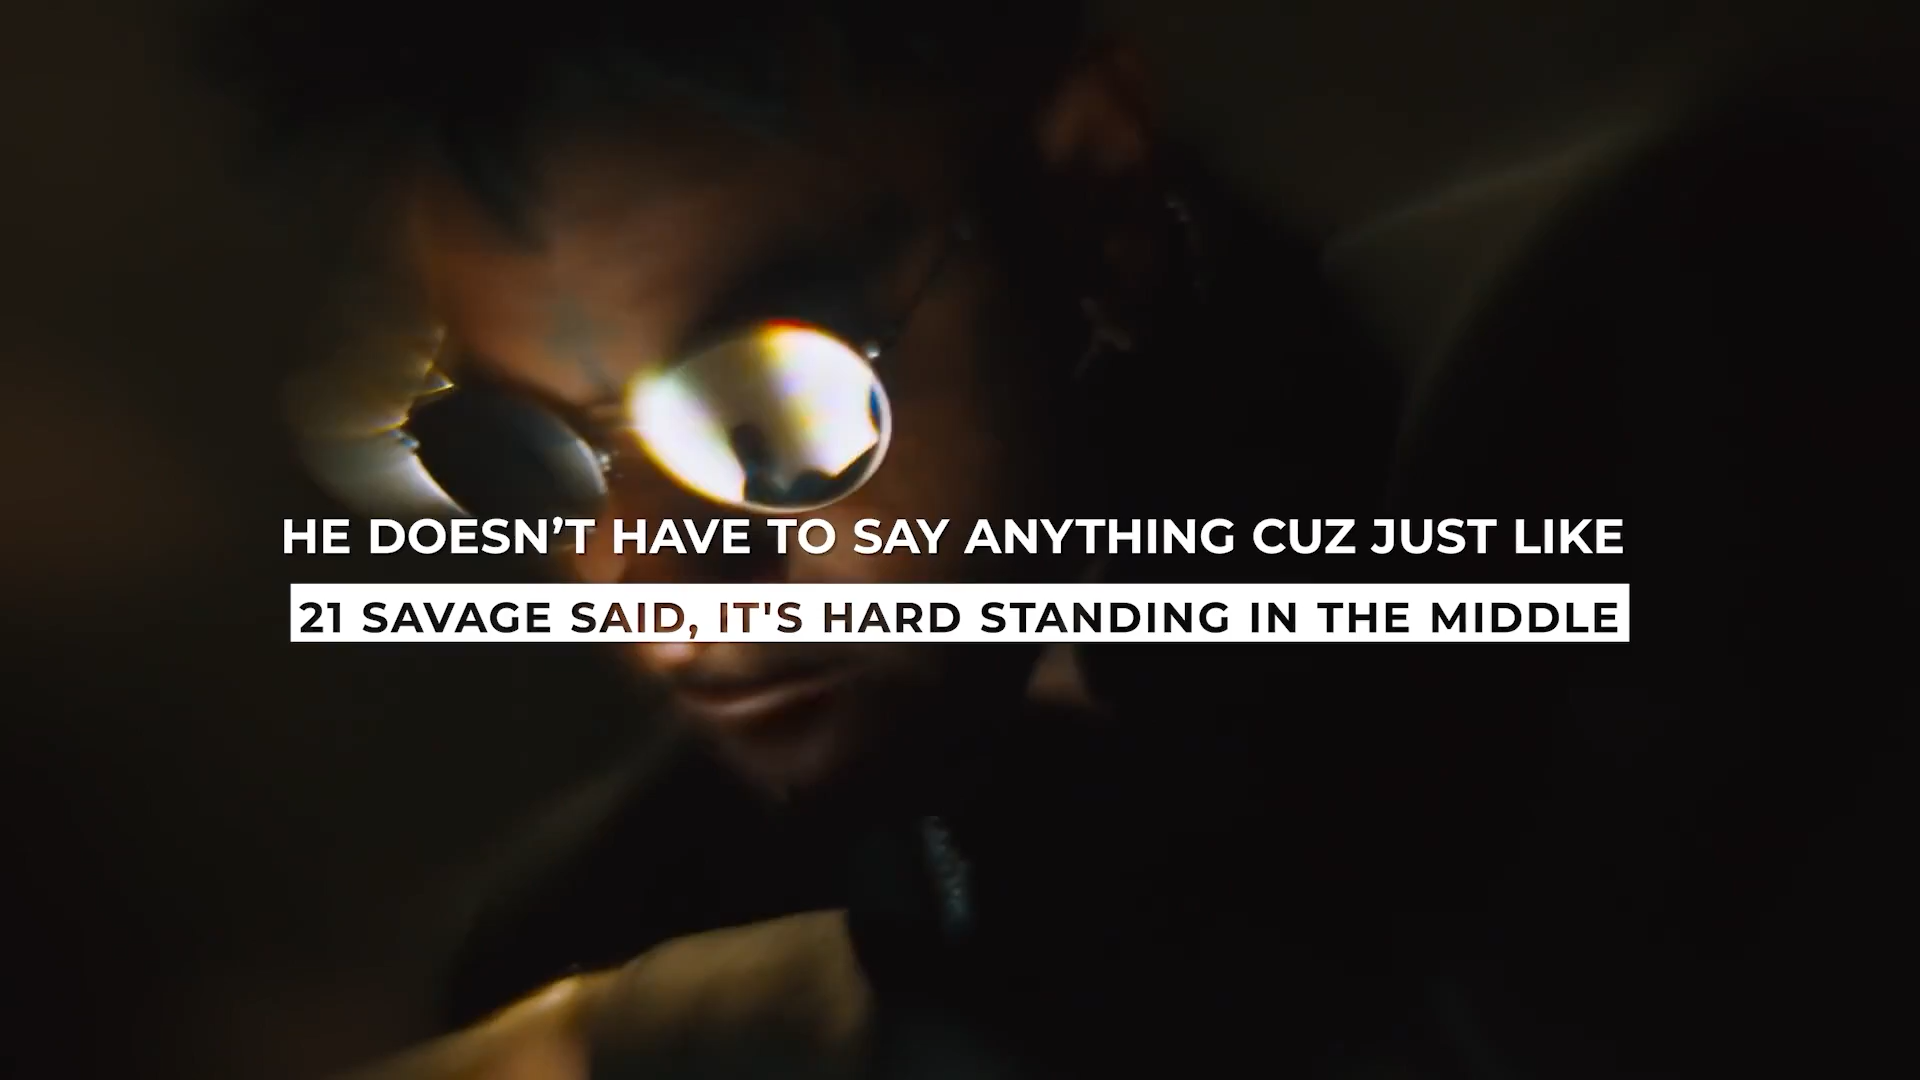 HE DOESN’T HAVE TO SAY ANYTHING CUZ JUST LIKE
21 SAVAGE SAID, IT'S HARD STANDING IN THE MIDDLE